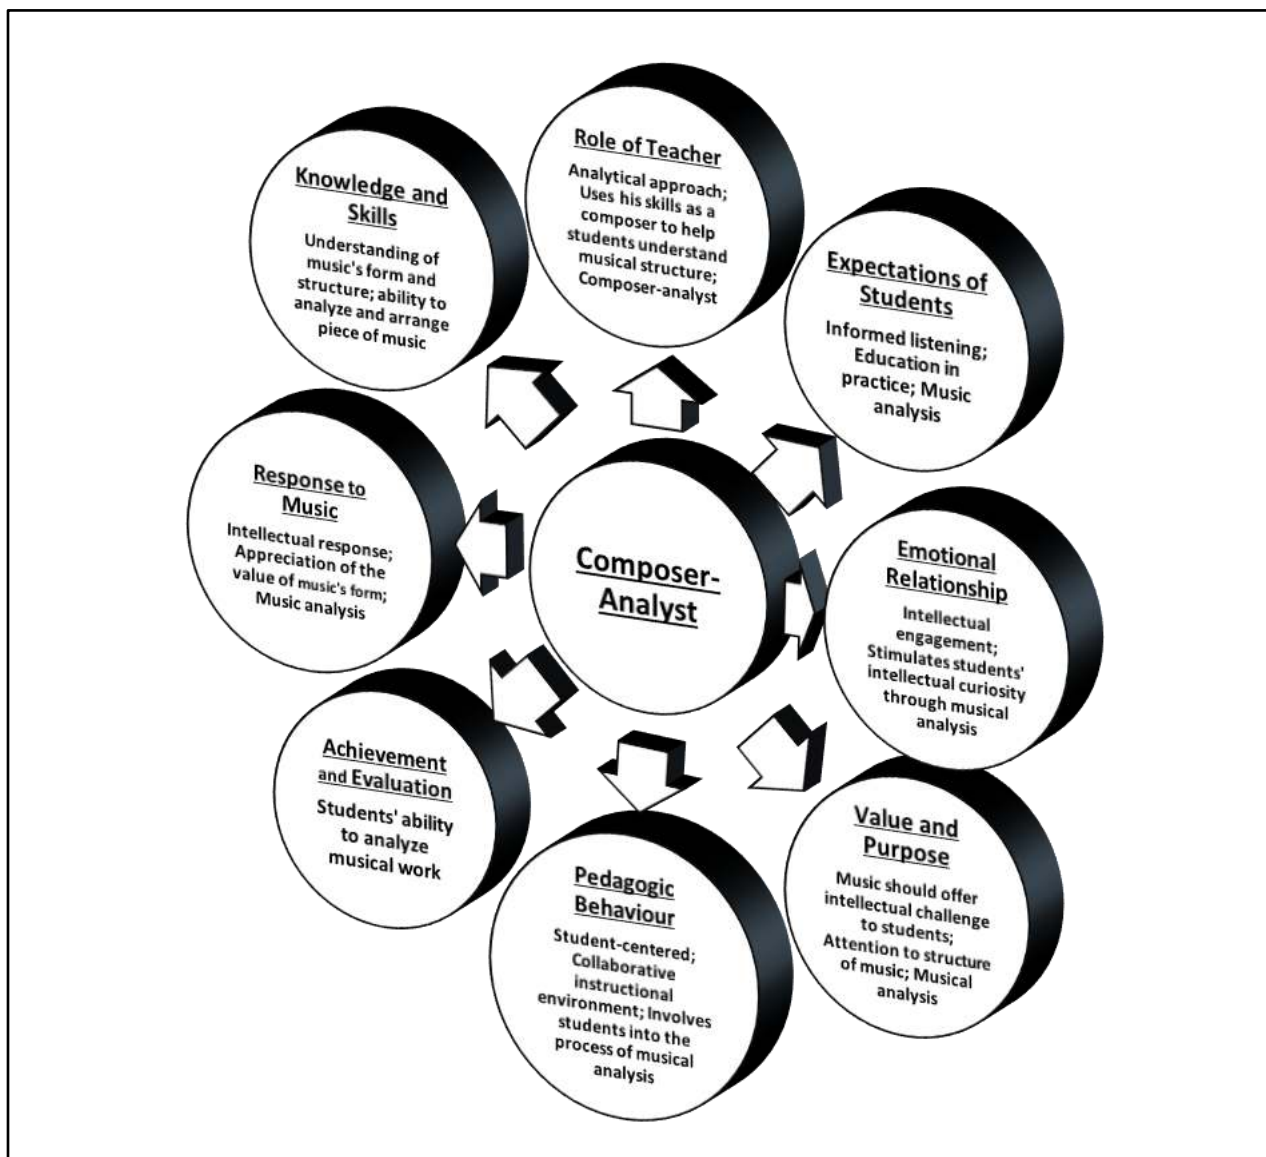 Role of Teacher
Analytical approach;
Uses his skills as a
composer to help
students understand
musical structure;
Composer-analyst
Expectations of
Students
Informed listening;
Education in
practice; Music
analysis
Emotional
Relationship
Intellectual
engagement;
Stimulates students'
intellectual curiosity
through musical
analysis
Value and
Purpose
Music should offer
intellectual challenge
to students;
Attention to structure
of music; Musical
analysis
Pedagogic
Behaviour
Student-centered;
Collaborative
instructional
environment; Involves
students into the
process of musical
analysis
Achievement
and Evaluation
Students' ability
to analyze
musical work
Response to
Music
Intellectual response;
Appreciation of the
value of music's form;
Music analysis
Knowledge and
Skills
Understanding of
music's form and
structure; ability to
analyze and arrange
piece of music
Composer-
Analyst